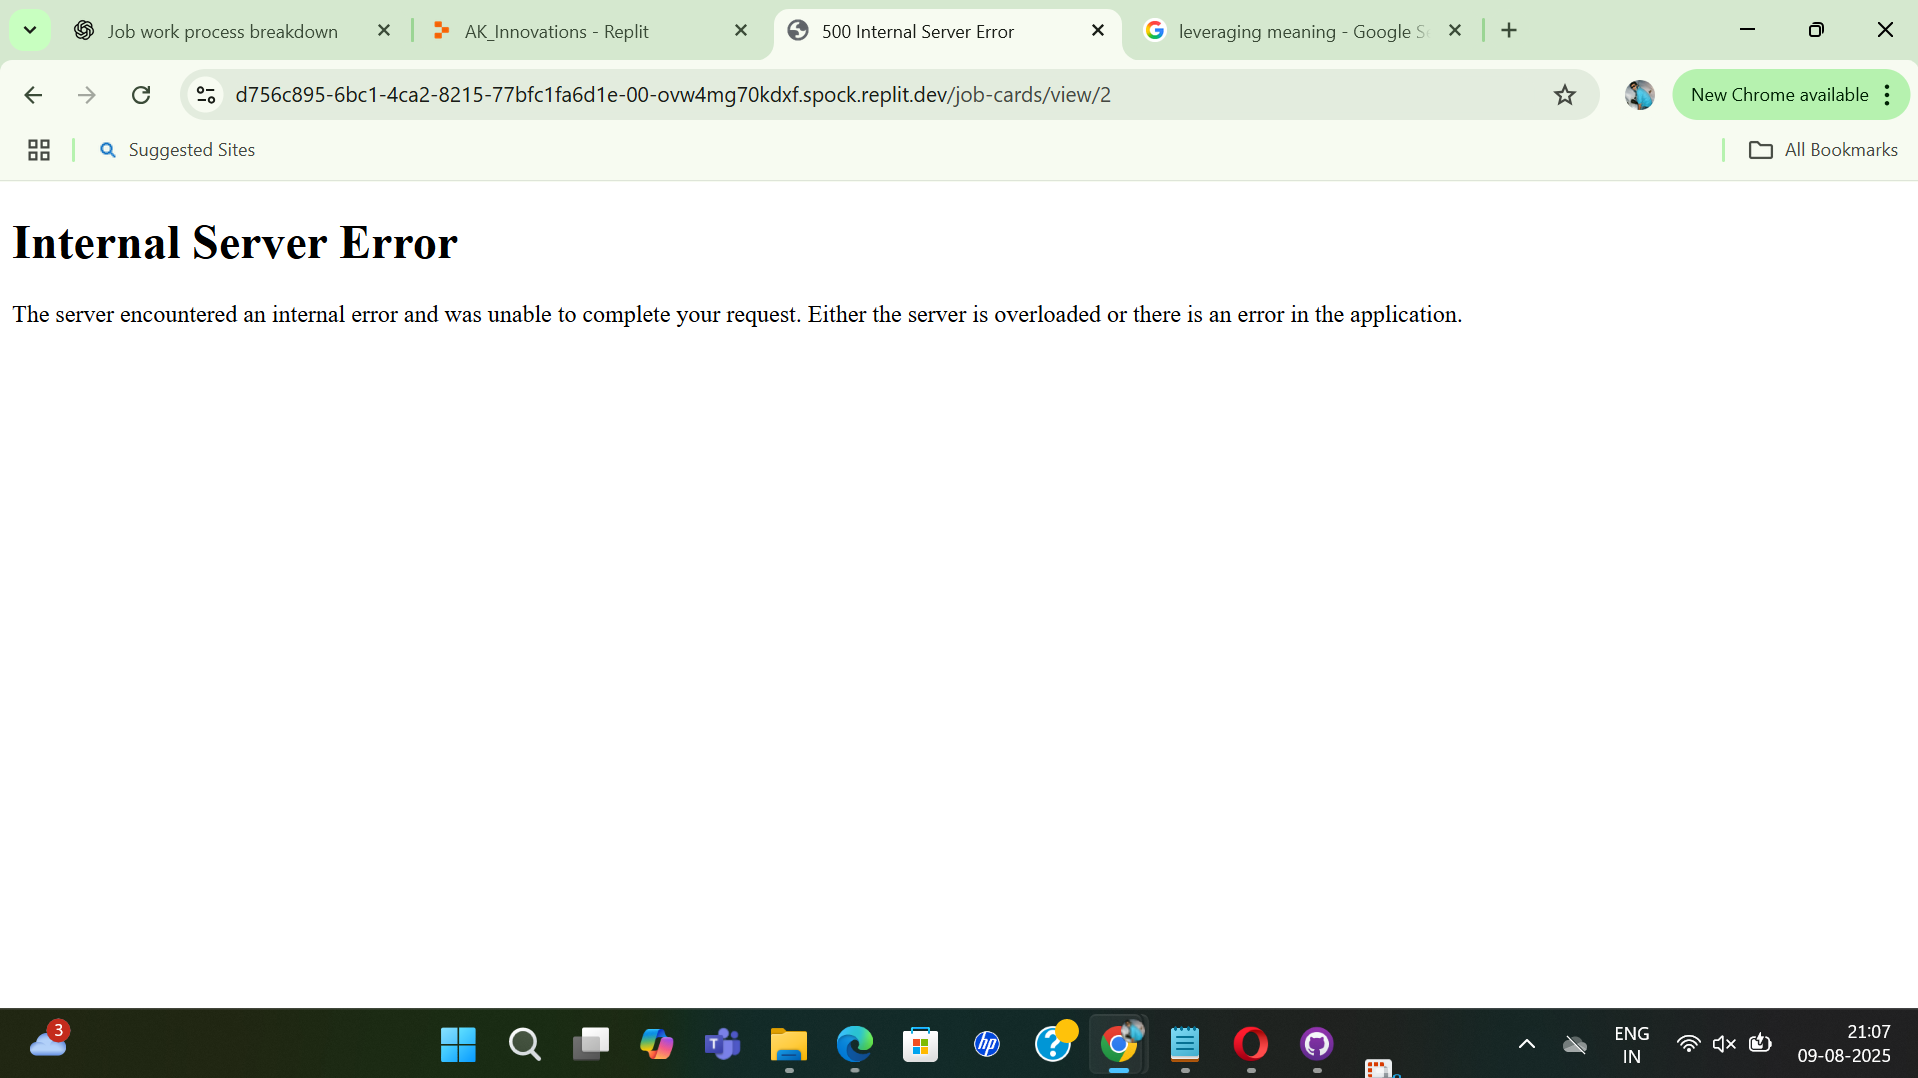 Job work process breakdown
AK_Innovations - Replit
500 Internal Server Error
leveraging meaning - Google S
d756c895-6bc1-4ca2-8215-77bfc1fa6d1e-00-ovw4mg70kdxf.spock.replit.dev/job-cards/view/2
New Chrome available
Suggested Sites
All Bookmarks
Internal Server Error
The server encountered an internal error and was unable to complete your request. Either the server is overloaded or there is an error in the application.
3
hp
ENG
IN
21:07
09-08-2025